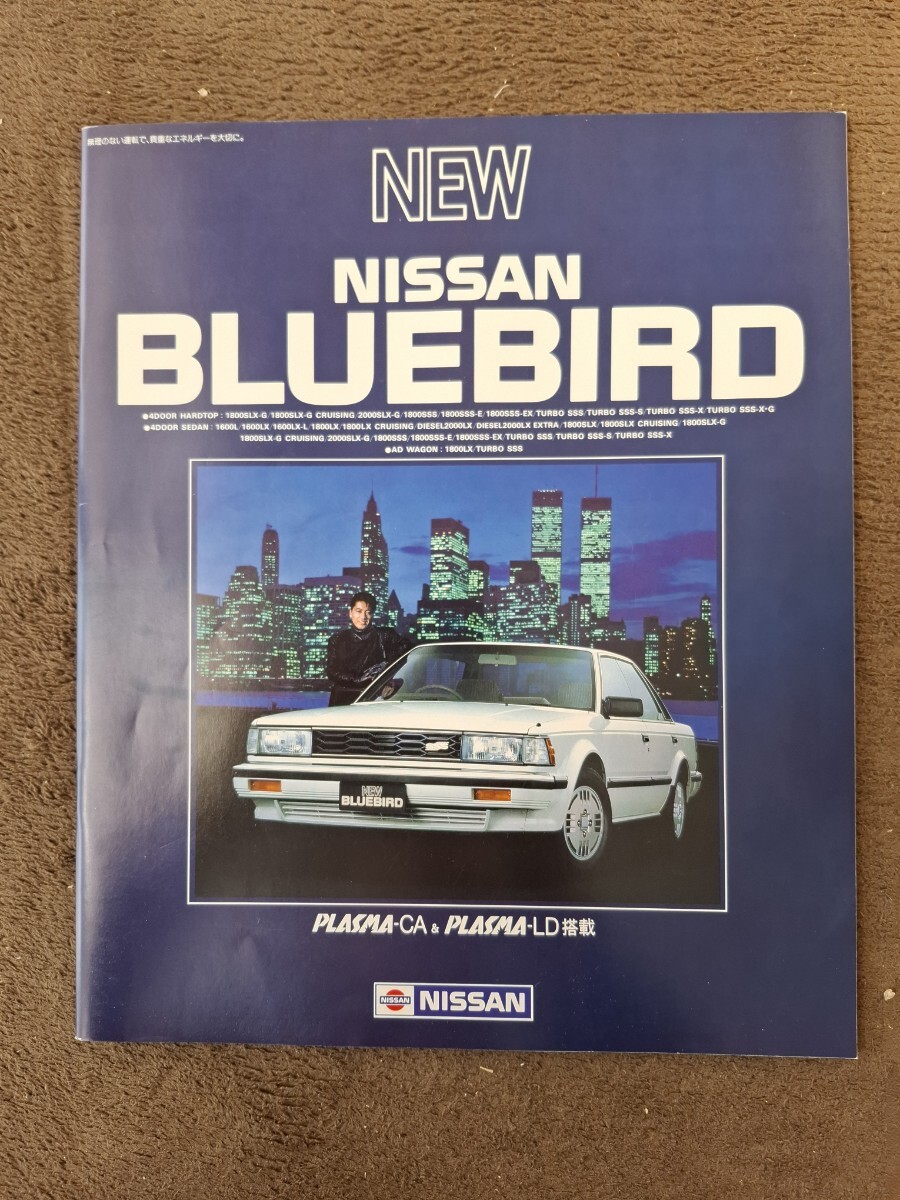 無理のない運転で、貴重なエネルギーを大切に。
NEW
NISSAN
BLUEBIRD
●4DOOR HARDTOP : 1800SLX-G/1800SLX-G CRUISING/2000SLX-G/1800SSS/1800SSS-E/1800SSS-EX/TURBO SSS/TURBO SSS-S/TURBO SSS-X/TURBO SSS-X·G
●4DOOR SEDAN : 1600L/1600LX/1600LX-L/1800LX/1800LX CRUISING/DIESEL2000LX/DIESEL2000LX EXTRA/1800SLX/1800SLX CRUISING/1800SLX-G
1800SLX-G CRUISING/2000SLX-G/1800SSS/1800SSS-E/1800SSS-EX/TURBO SSS/TURBO SSS-S/TURBO SSS-X
●AD WAGON : 1800LX/TURBO SSS
NEW
BLUEBIRD
PLASMA-CA & PLASMA-LD搭載
NISSAN NISSAN